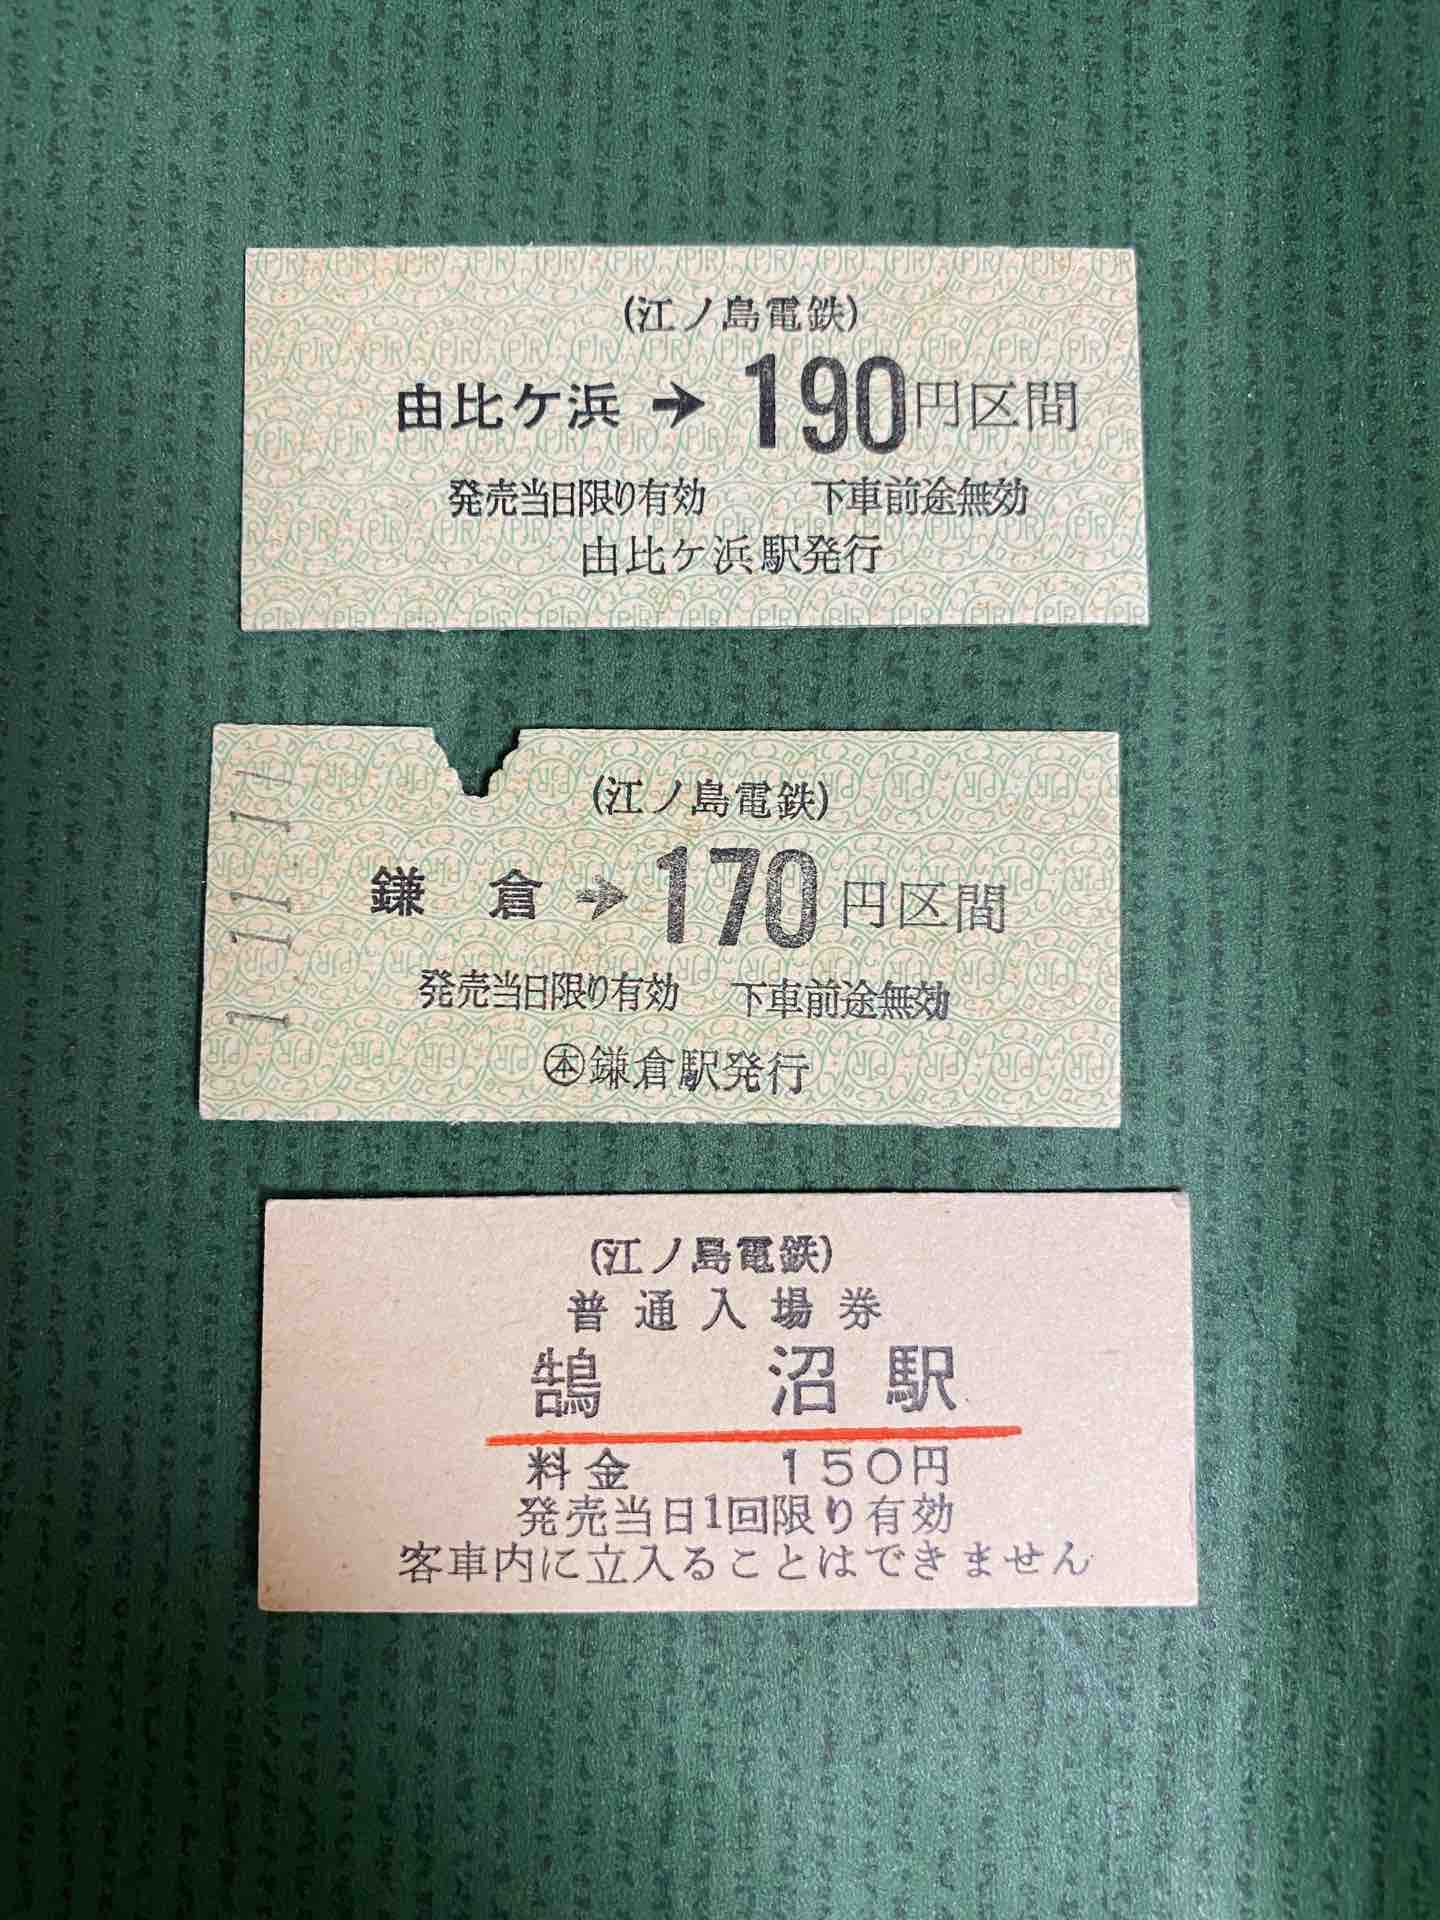 (江ノ島電鉄)
由比ケ浜 → 190円区間
発売当日限り有効 下車前途無効
由比ケ浜駅発行
1.11.11
(江ノ島電鉄)
鎌倉 → 170円区間
発売当日限り有効 下車前途無効
㊍鎌倉駅発行
(江ノ島電鉄)
普通入場券
鵠沼駅
料金 150円
発売当日1回限り有効
客車内に立入ることはできません